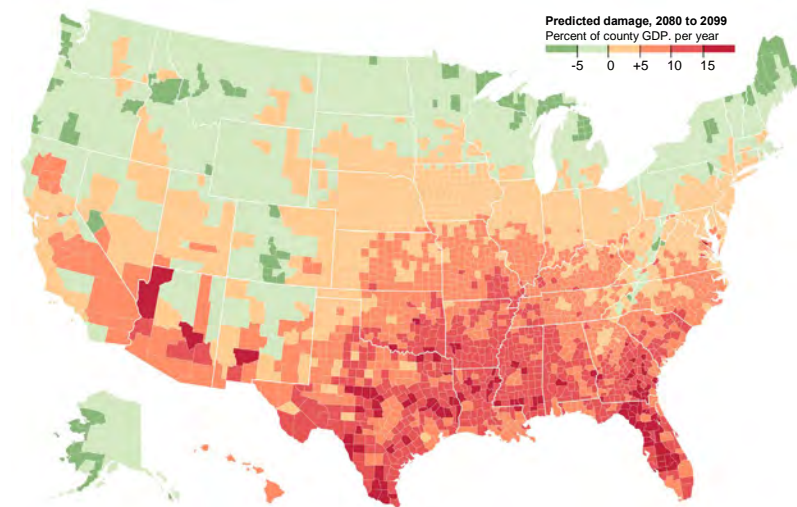 Predicted damage, 2080 to 2099
Percent of county GDP. per year
-5 0 +5 10 15